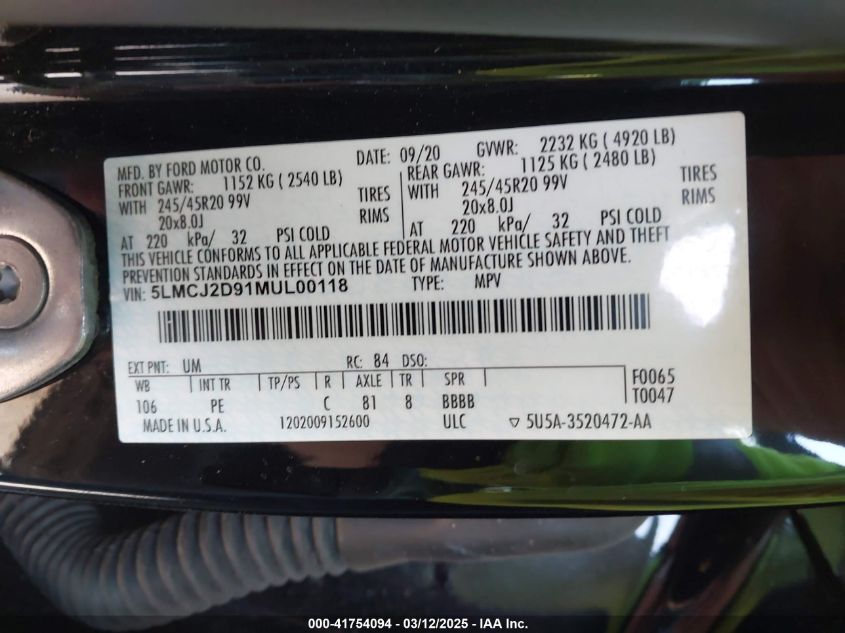 MFD. BY FORD MOTOR CO. DATE: 09/20 GVWR: 2232 KG ( 4920 LB)
FRONT GAWR: 1152 KG ( 2540 LB) REAR GAWR: 1125 KG ( 2480 LB)
WITH 245/45R20 99V TIRES WITH 245/45R20 99V TIRES
20x8.0J RIMS 20x8.0J RIMS
AT 220 kPa/ 32 PSI COLD AT 220 kPa/ 32 PSI COLD
THIS VEHICLE CONFORMS TO ALL APPLICABLE FEDERAL MOTOR VEHICLE SAFETY AND THEFT
PREVENTION STANDARDS IN EFFECT ON THE DATE OF MANUFACTURE SHOWN ABOVE.
VIN: 5LMCJ2D91MUL00118 TYPE: MPV
EXT PNT: UM RC: 84 DSO:
WB INT TR TP/PS R AXLE TR SPR F0065
106 PE C 81 8 BBBB T0047
MADE IN U.S.A. 1202009152600 ULC ▽ 5U5A-3520472-AA
000-41754094 - 03/12/2025 - IAA Inc.